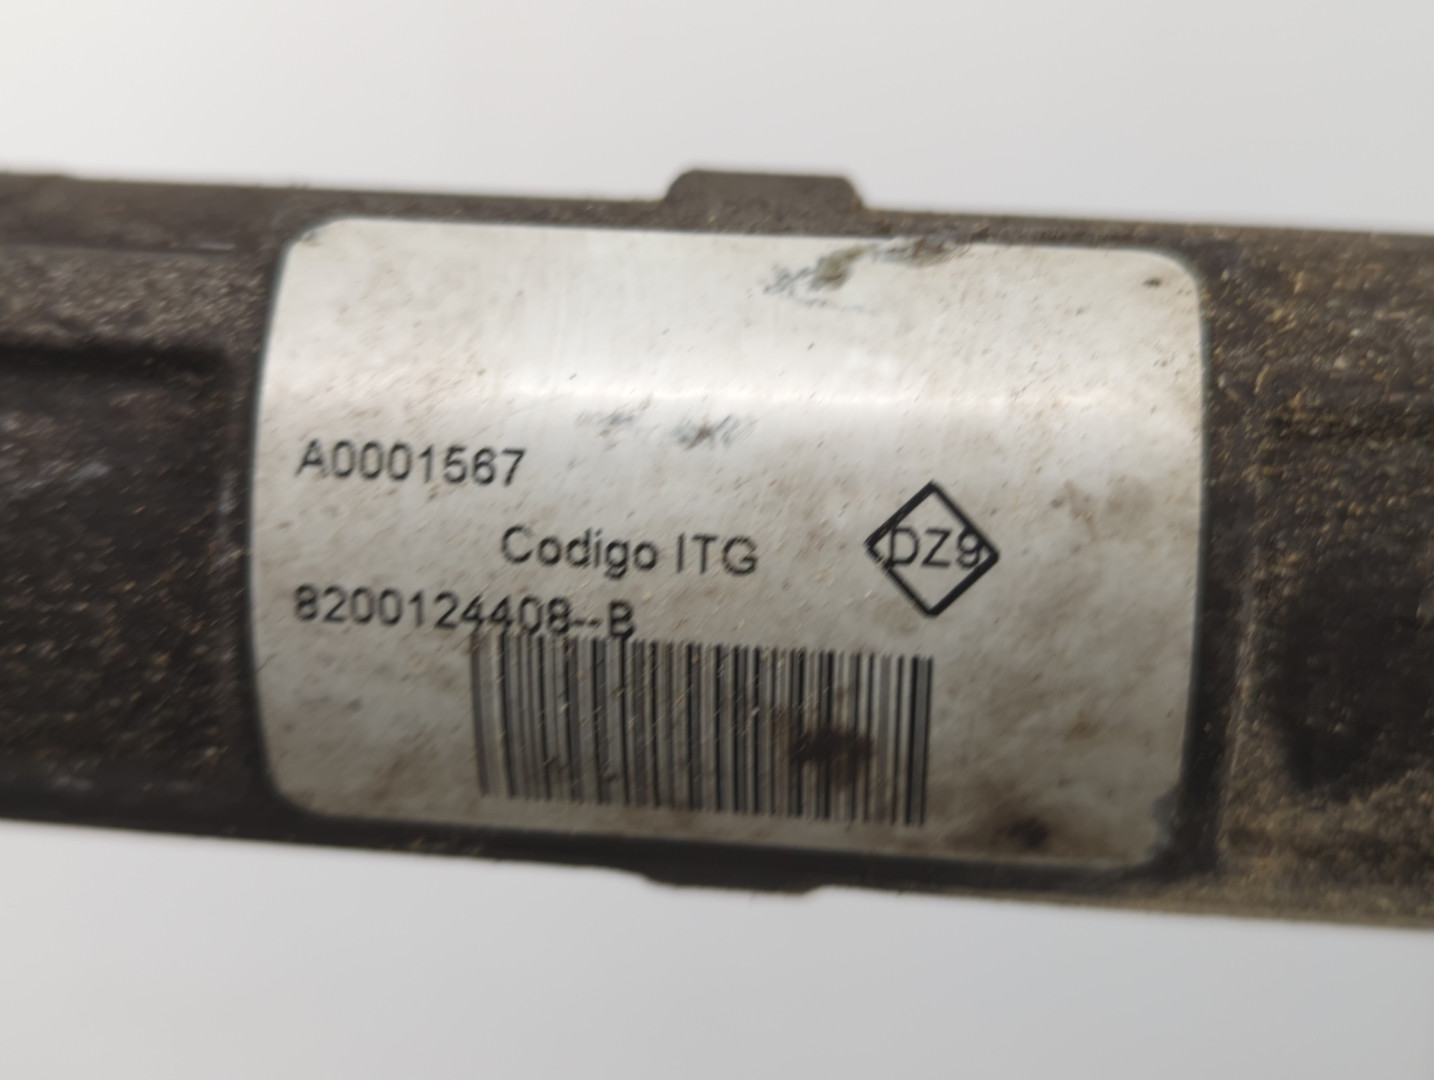 A0001567
Codigo ITG
DZ9
8200124408--B